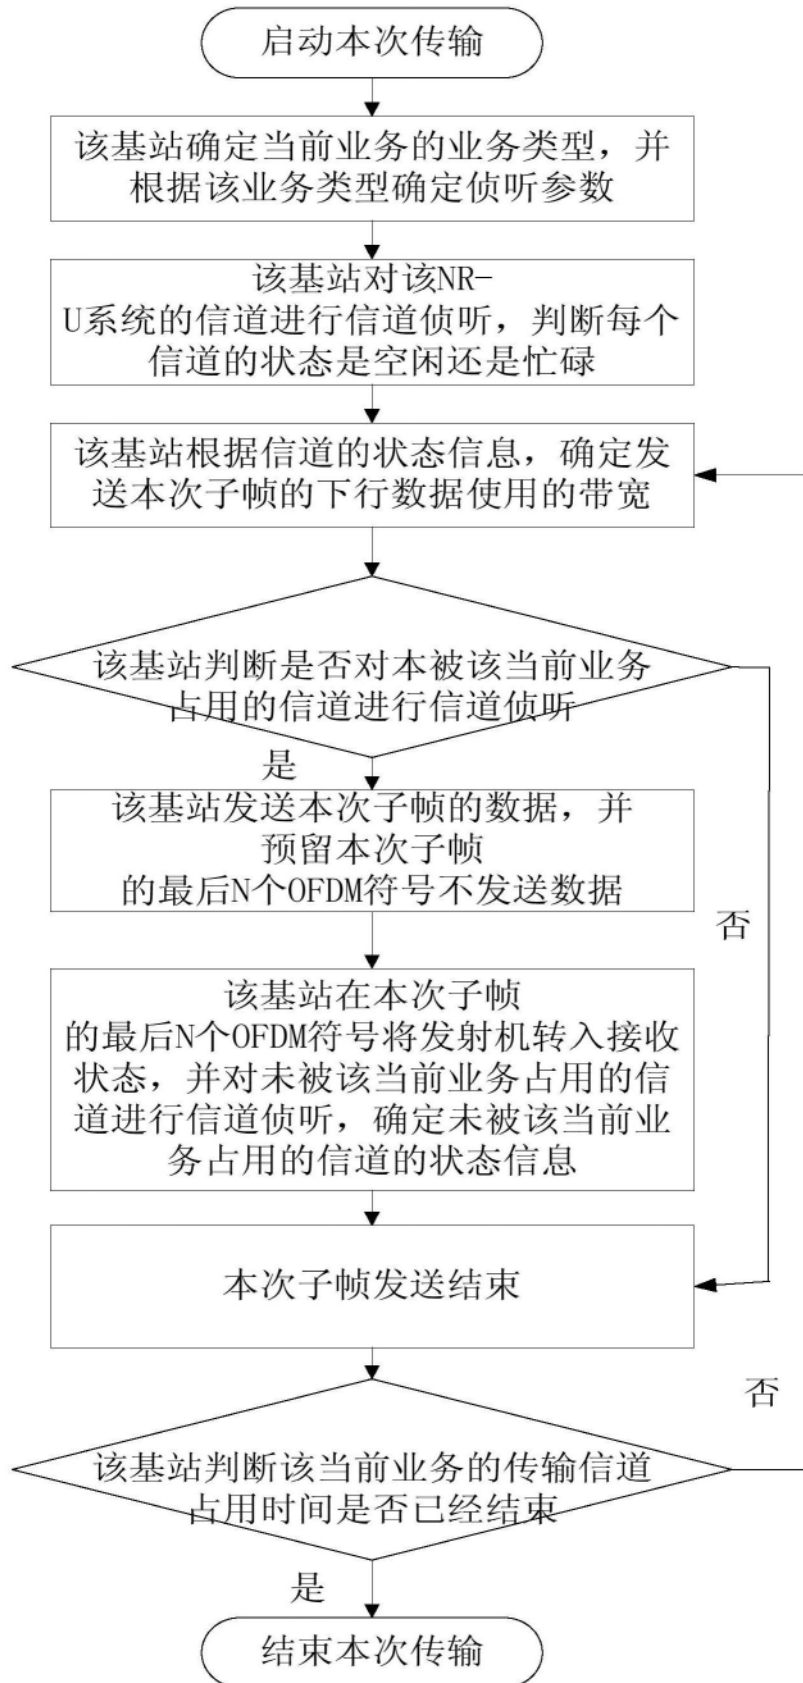 启动本次传输
该基站确定当前业务的业务类型，并
根据该业务类型确定侦听参数
该基站对该NR-
U系统的信道进行信道侦听，判断每个
信道的状态是空闲还是忙碌
该基站根据信道的状态信息，确定发
送本次子帧的下行数据使用的带宽
该基站判断是否对本被该当前业务
占用的信道进行信道侦听
是
该基站发送本次子帧的数据，并
预留本次子帧
的最后N个OFDM符号不发送数据
否
该基站在本次子帧
的最后N个OFDM符号将发射机转入接收
状态，并对未被该当前业务占用的信
道进行信道侦听，确定未被该当前业
务占用的信道的状态信息
本次子帧发送结束
否
该基站判断该当前业务的传输信道
占用时间是否已经结束
是
结束本次传输